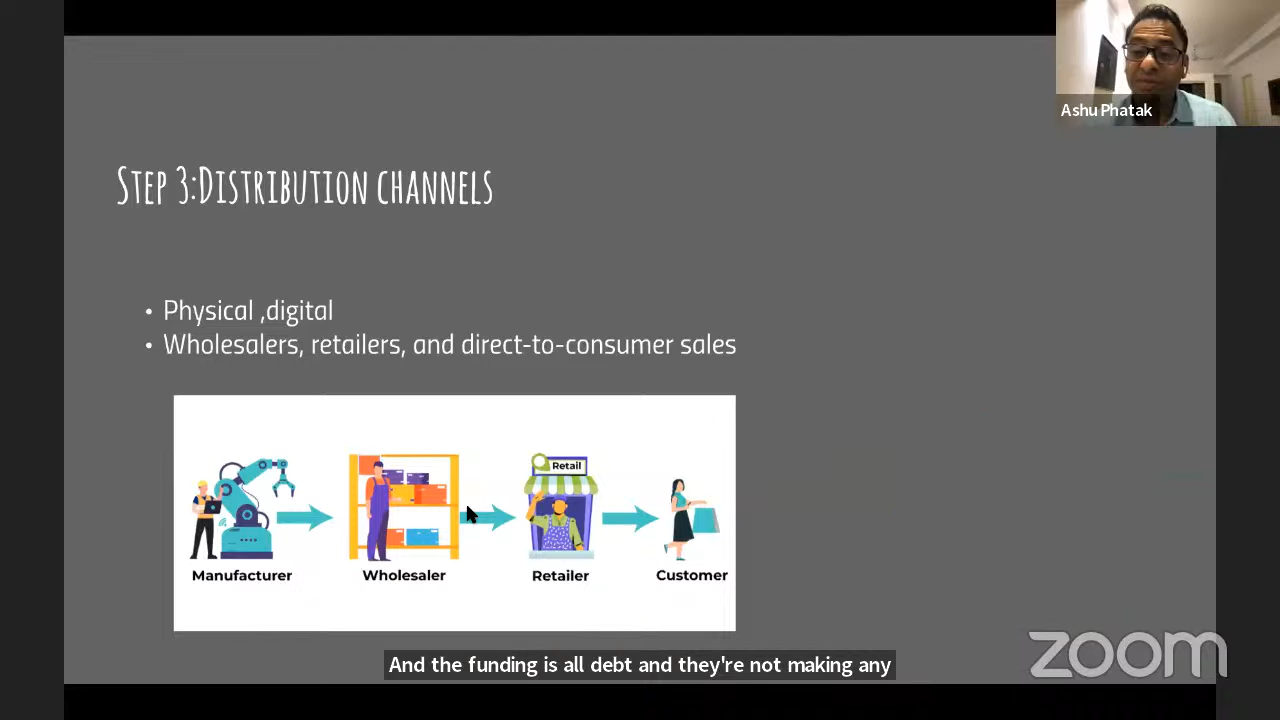 Ashu Phatak
Step 3:Distribution channels
• Physical ,digital
• Wholesalers, retailers, and direct-to-consumer sales
Retail
Manufacturer
Wholesaler
Retailer
Customer
And the funding is all debt and they're not making any
zoom